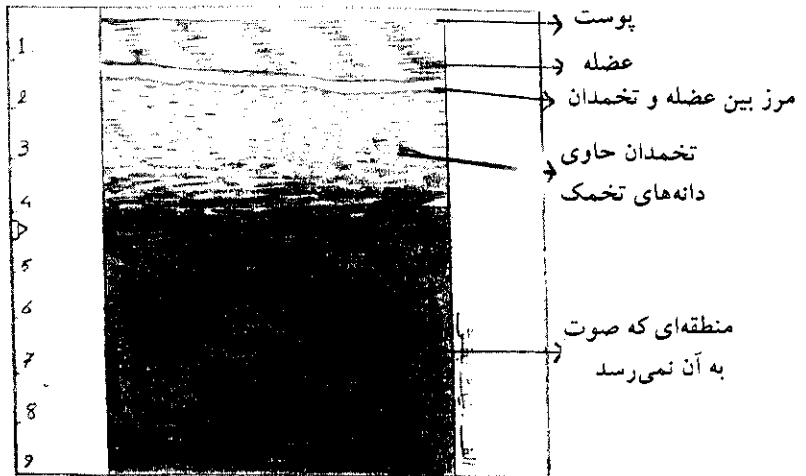 پوست
عضله
مرز بین عضله و تخمدان
تخمدان حاوی
دانه‌های تخمک
منطقه‌ای که صوت
به آن نمی‌رسد
1
2
3
4
5
6
7
8
9